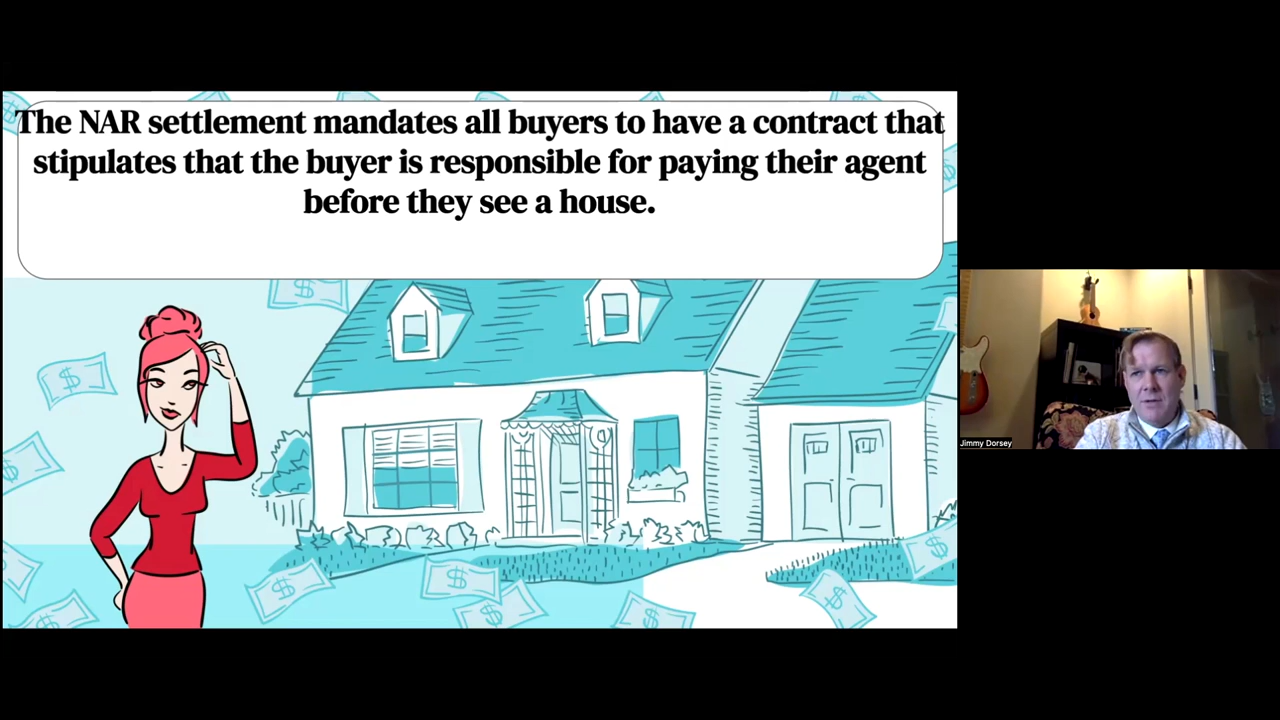 The NAR settlement mandates all buyers to have a contract that
stipulates that the buyer is responsible for paying their agent
before they see a house.
Jimmy Dorsey